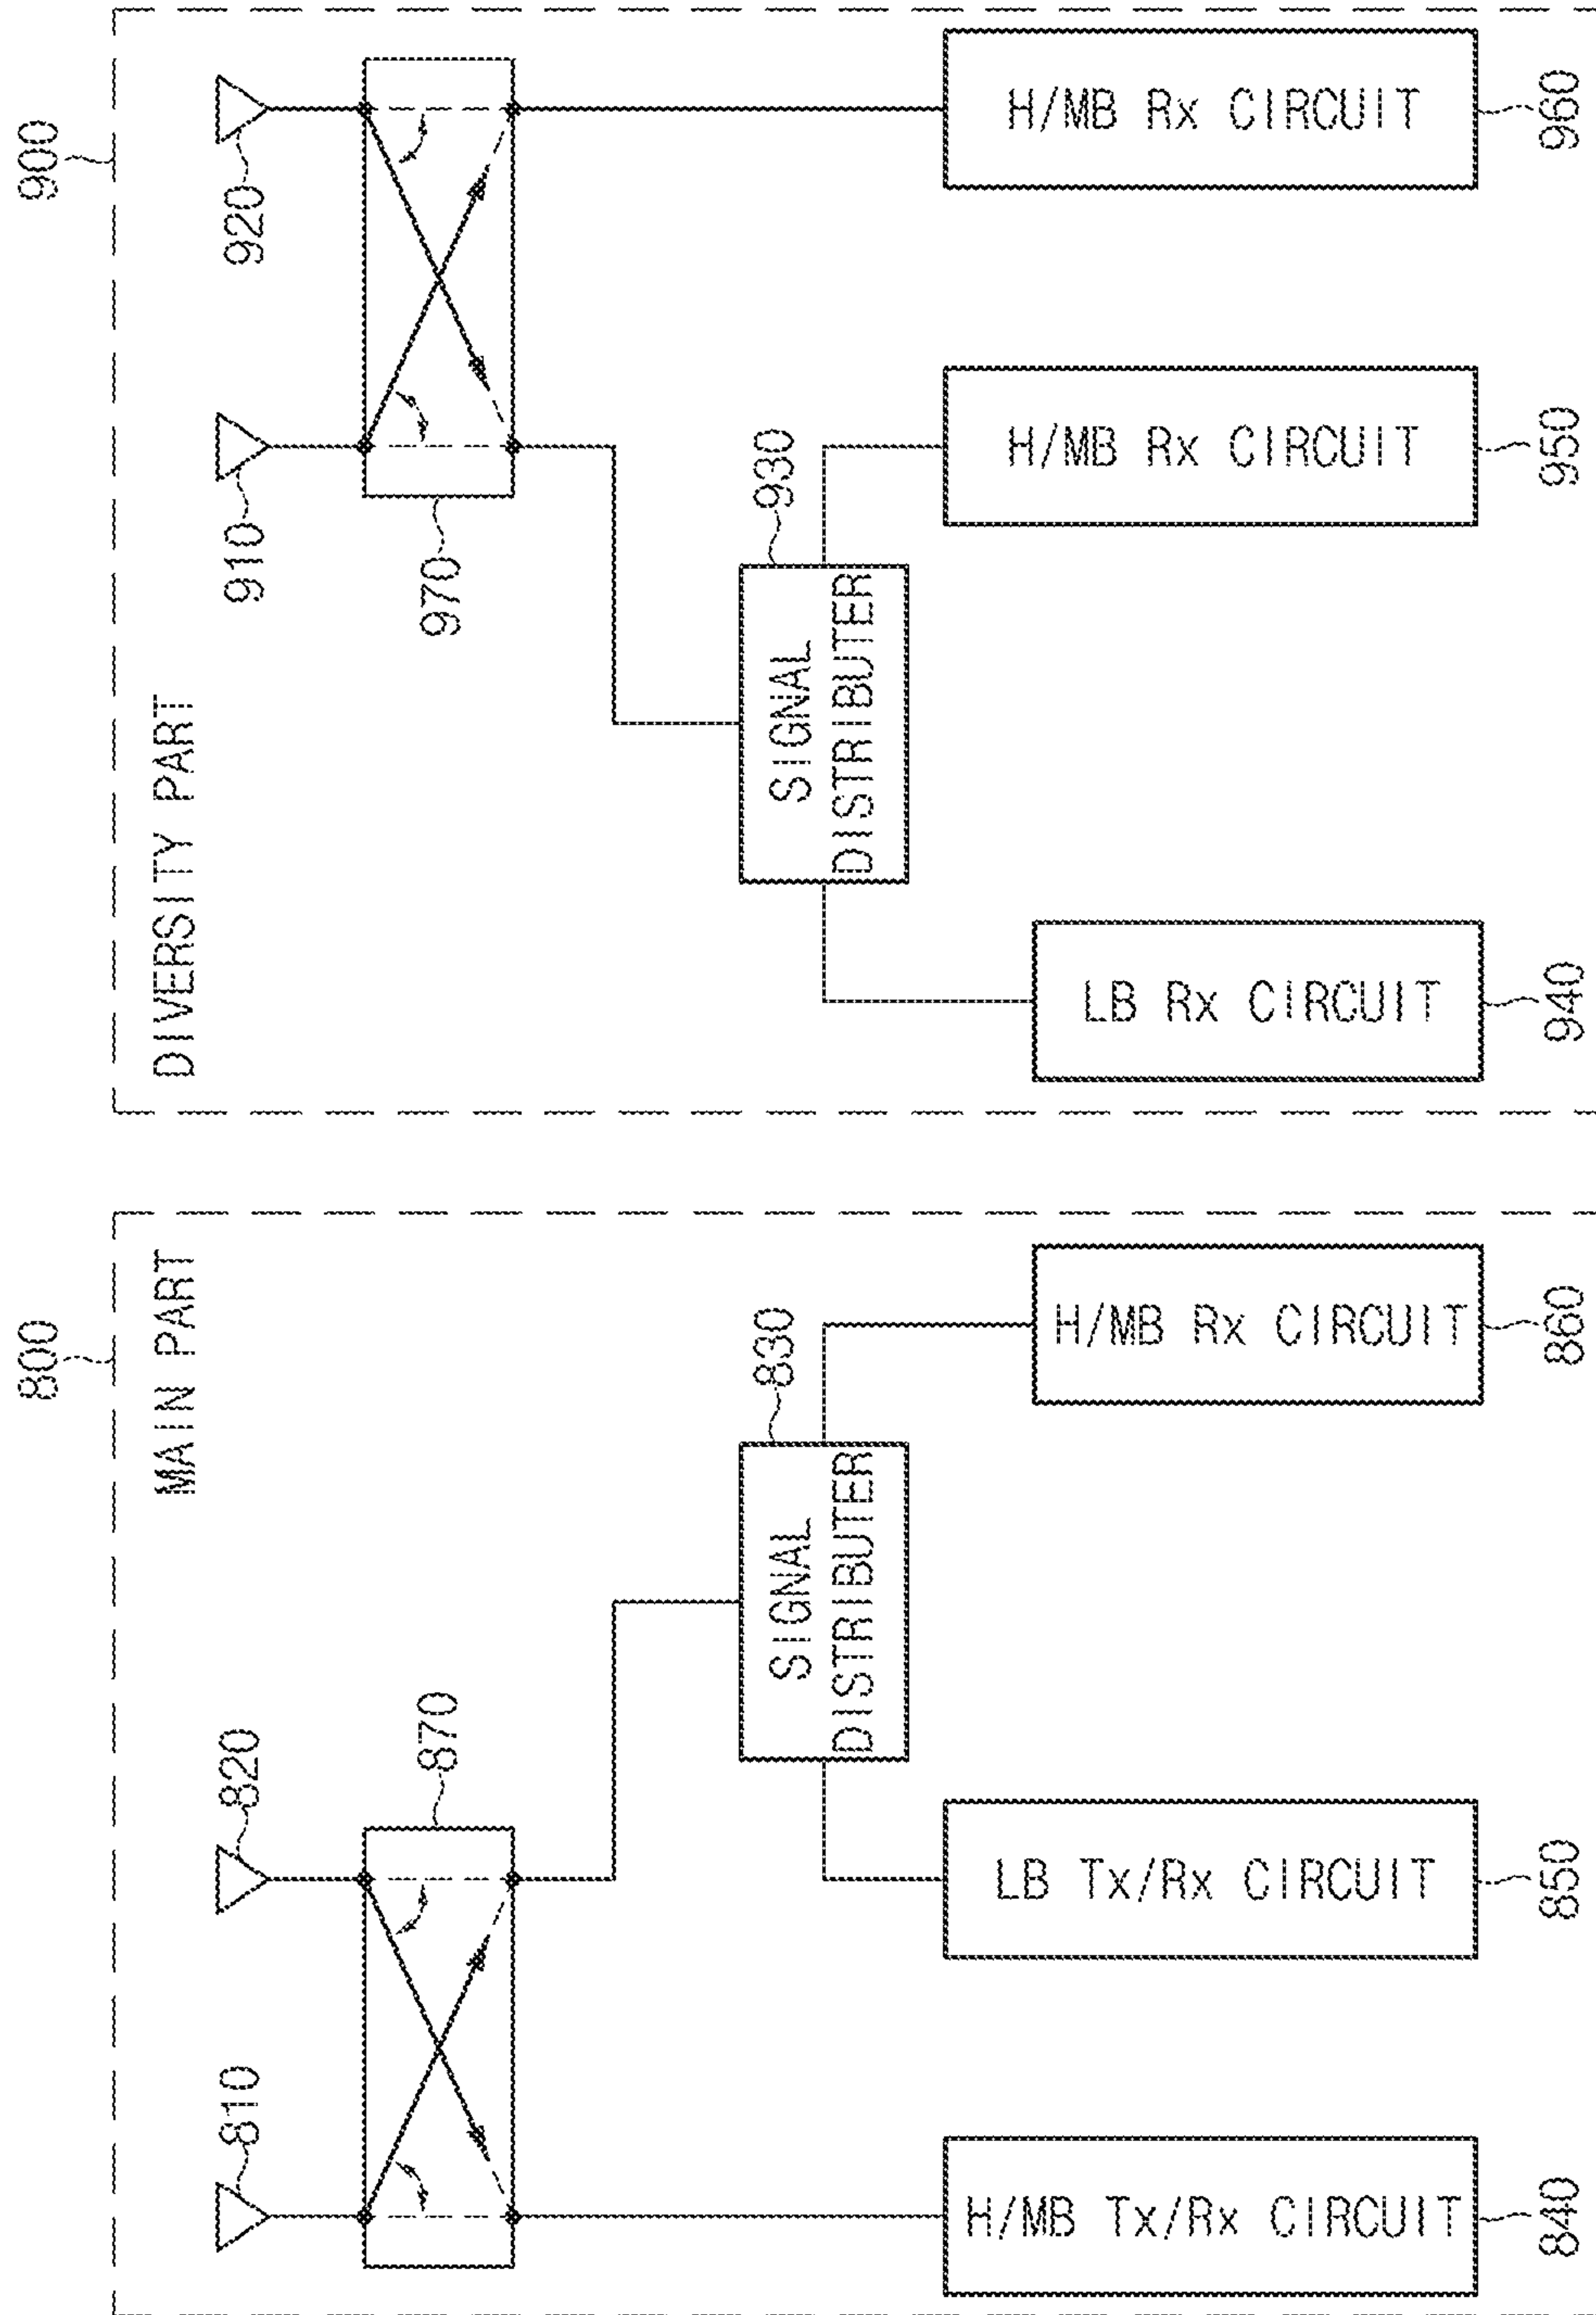 800
MAIN PART
810
820
870
SIGNAL
DISTRIBUTER
830
H/MB Tx/Rx CIRCUIT
840
LB Tx/Rx CIRCUIT
850
H/MB Rx CIRCUIT
860
900
DIVERSITY PART
910
920
970
SIGNAL
DISTRIBUTER
930
LB Rx CIRCUIT
940
H/MB Rx CIRCUIT
950
H/MB Rx CIRCUIT
960